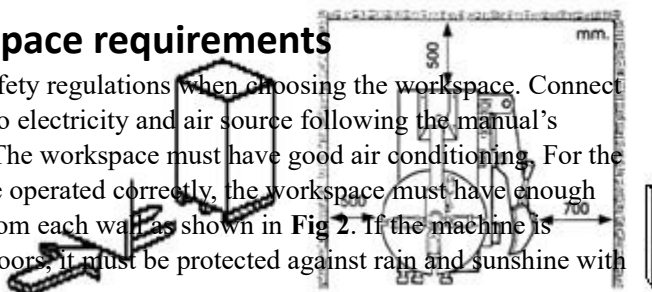 pace requirements
mm.
500
fety regulations when choosing the workspace. Connect
o electricity and air source following the manual's
The workspace must have good air conditioning. For the
e operated correctly, the workspace must have enough
500
700
om each wall as shown in Fig 2. If the machine is
oors, it must be protected against rain and sunshine with